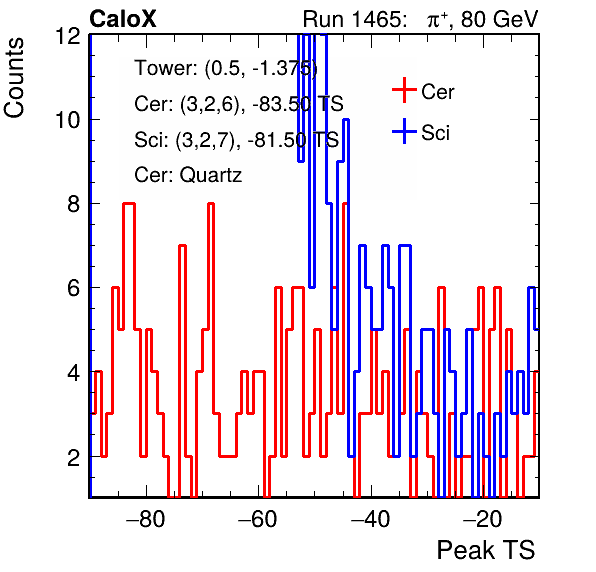 CaloX Run 1465: π⁺, 80 GeV
Counts
12
10
8
6
4
2
Tower: (0.5, -1.375)
Cer: (3,2,6), -83.50 TS
Sci: (3,2,7), -81.50 TS
Cer: Quartz
Cer
Sci
−80 −60 −40 −20
Peak TS